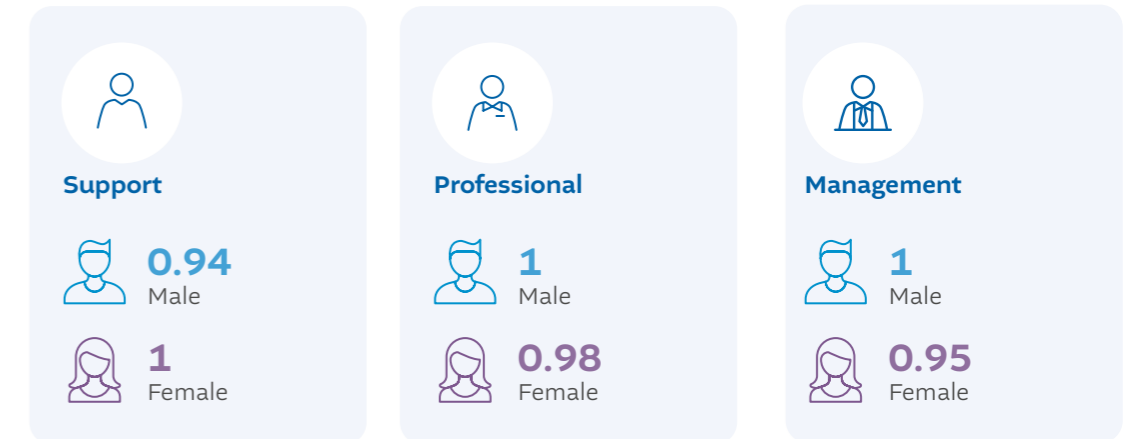 Support
0.94
Male
1
Female
Professional
1
Male
0.98
Female
Management
1
Male
0.95
Female